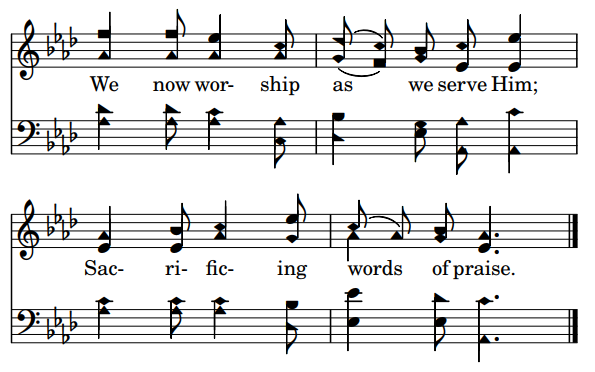 We now wor- ship as we serve Him;
Sac- ri- fic- ing words of praise.